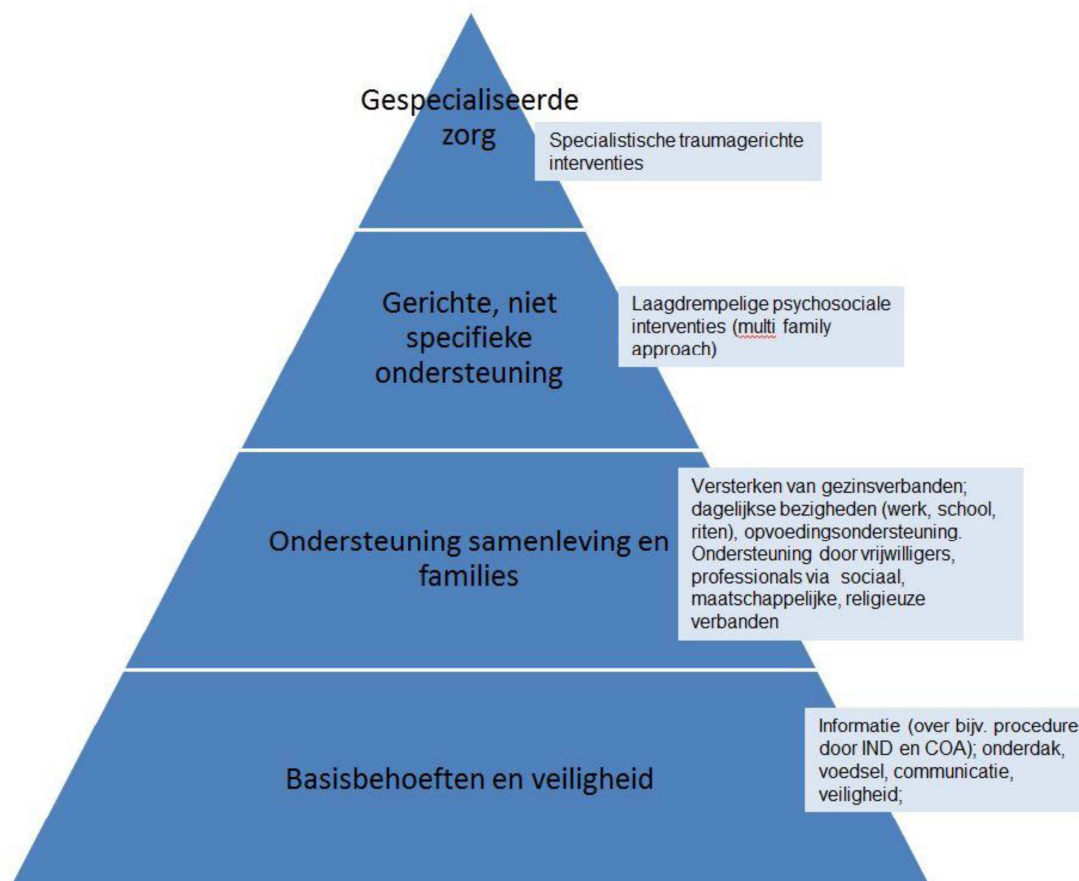 Gespecialiseerde
zorg
Specialistische traumagerichte
interventies
Gerichte, niet
specifieke
ondersteuning
Laagdrempelige psychosociale
interventies (multi family
approach)
Ondersteuning samenleving en
families
Versterken van gezinsverbanden;
dagelijkse bezigheden (werk, school,
riten), opvoedingsondersteuning.
Ondersteuning door vrijwilligers,
professionals via sociaal,
maatschappelijke, religieuze
verbanden
Basisbehoeften en veiligheid
Informatie (over bijv. procedure
door IND en COA); onderdak,
voedsel, communicatie,
veiligheid;